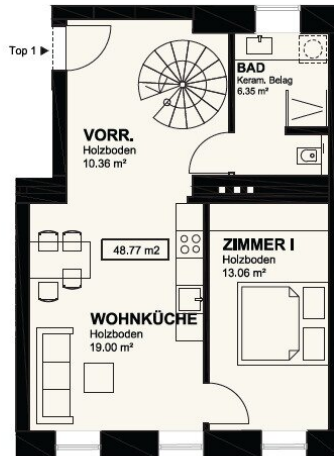 Top 1
BAD
Keram. Belag
6.35 m²
VORR.
Holzboden
10.36 m²
48.77 m2
ZIMMER I
Holzboden
13.06 m²
WOHNKÜCHE
Holzboden
19.00 m²